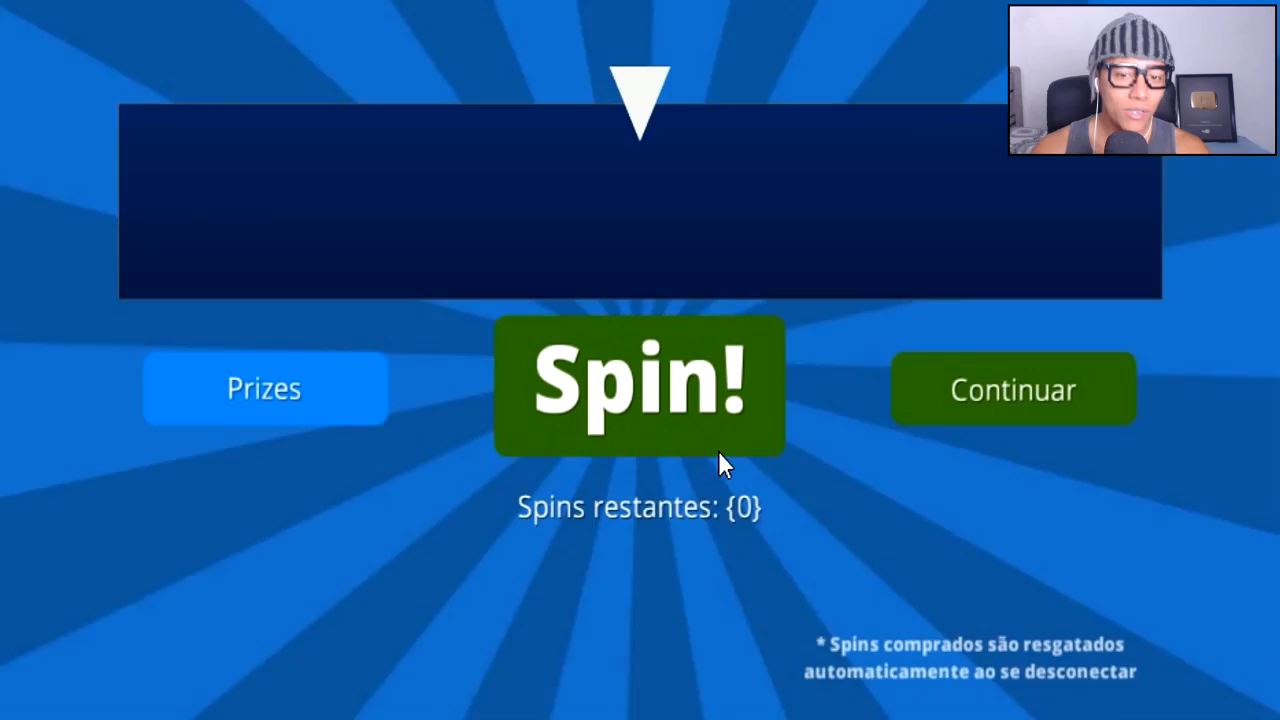 Prizes
Spin!
Continuar
Spins restantes: {0}
* Spins comprados são resgatados
automaticamente ao se desconectar